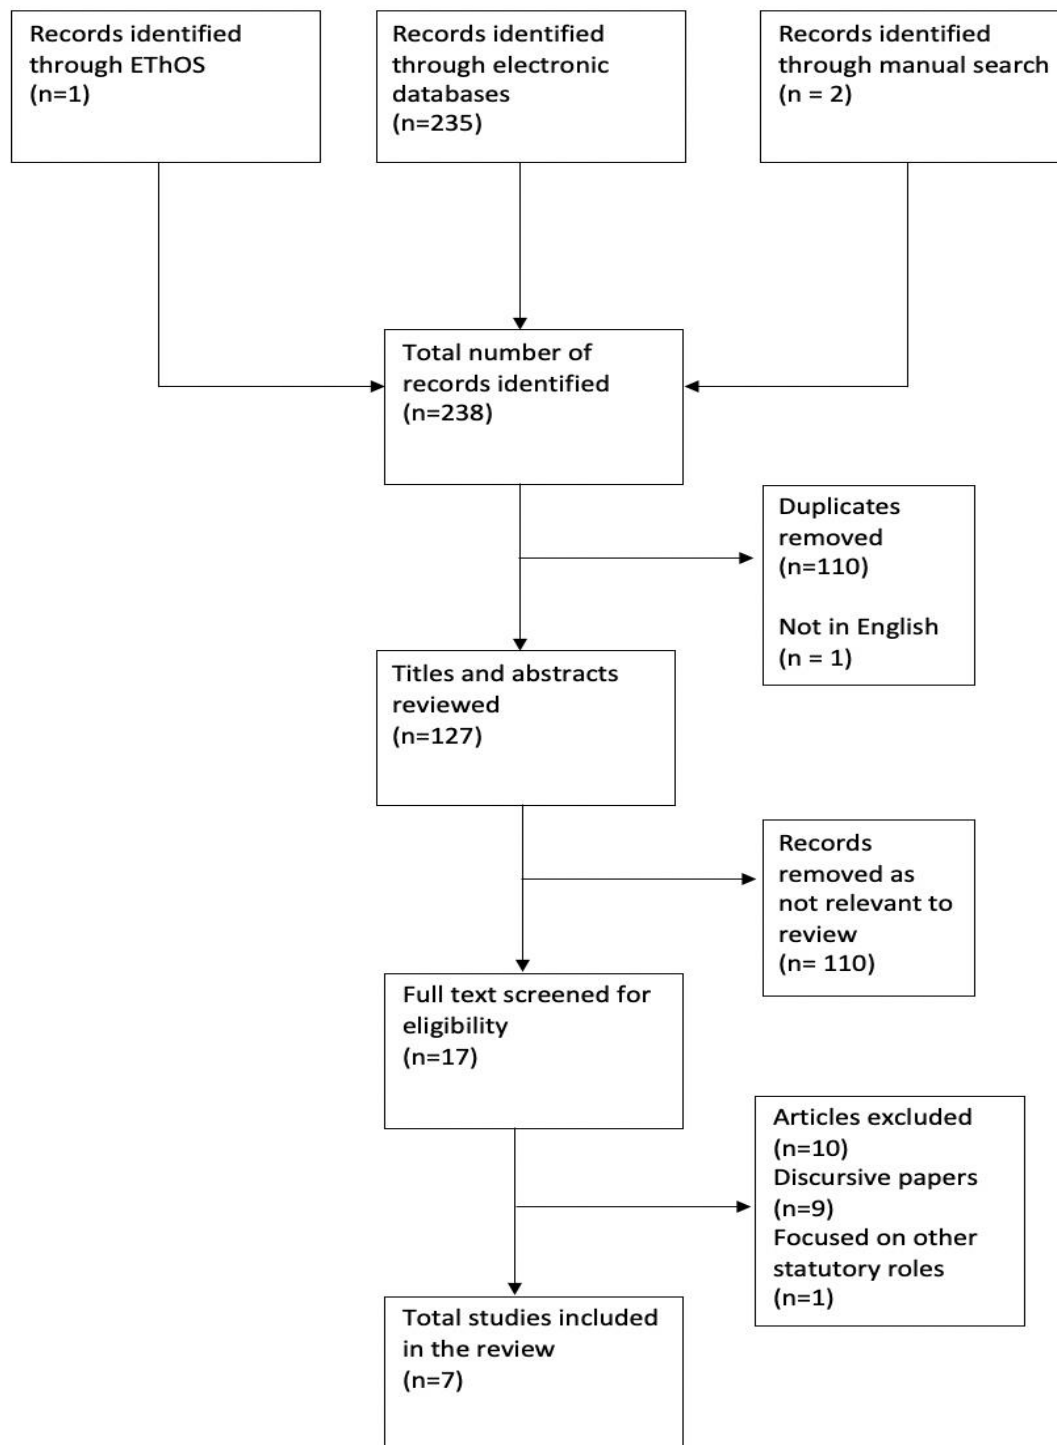 Records identified
through EThOS
(n=1)
Records identified
through electronic
databases
(n=235)
Records identified
through manual search
(n = 2)
Total number of
records identified
(n=238)
Duplicates
removed
(n=110)
Not in English
(n = 1)
Titles and abstracts
reviewed
(n=127)
Records
removed as
not relevant to
review
(n= 110)
Full text screened for
eligibility
(n=17)
Articles excluded
(n=10)
Discursive papers
(n=9)
Focused on other
statutory roles
(n=1)
Total studies included
in the review
(n=7)